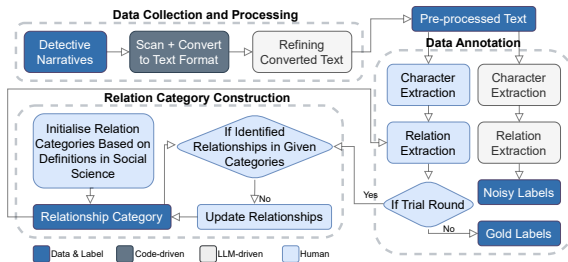 Data Collection and Processing
Detective
Narratives
Scan + Convert
to Text Format
Refining
Converted Text
Pre-processed Text
Data Annotation
Character
Extraction
Character
Extraction
Relation
Extraction
Relation
Extraction
If Trial Round
Noisy Labels
Yes
No
Gold Labels
Relation Category Construction
Initialise Relation
Categories Based on
Definitions in Social
Science
If Identified
Relationships in Given
Categories
No
Relationship Category
Update Relationships
Data & Label
Code-driven
LLM-driven
Human